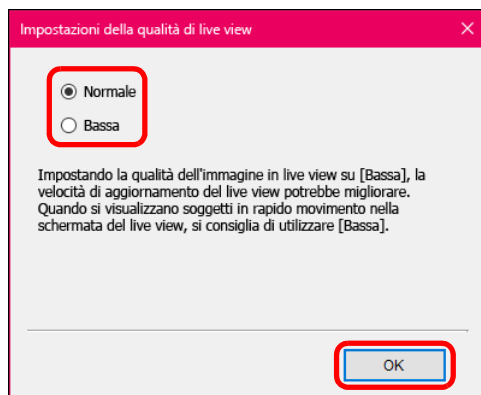 Impostazioni della qualità di live view
Normale
Bassa
Impostando la qualità dell'immagine in live view su [Bassa], la
velocità di aggiornamento del live view potrebbe migliorare.
Quando si visualizzano soggetti in rapido movimento nella
schermata del live view, si consiglia di utilizzare [Bassa].
OK